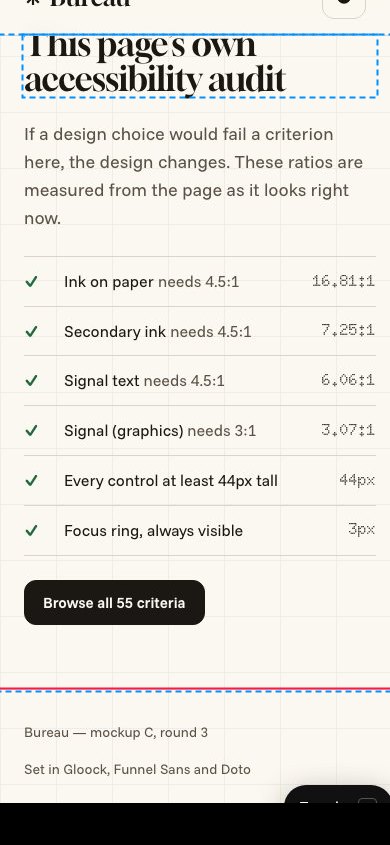 Bureau
This page's own
accessibility audit
If a design choice would fail a criterion
here, the design changes. These ratios are
measured from the page as it looks right
now.
Ink on paper needs 4.5:1 16.81:1
Secondary ink needs 4.5:1 7.25:1
Signal text needs 4.5:1 6.06:1
Signal (graphics) needs 3:1 3.07:1
Every control at least 44px tall 44px
Focus ring, always visible 3px
Browse all 55 criteria
Bureau — mockup C, round 3
Set in Gloock, Funnel Sans and Doto